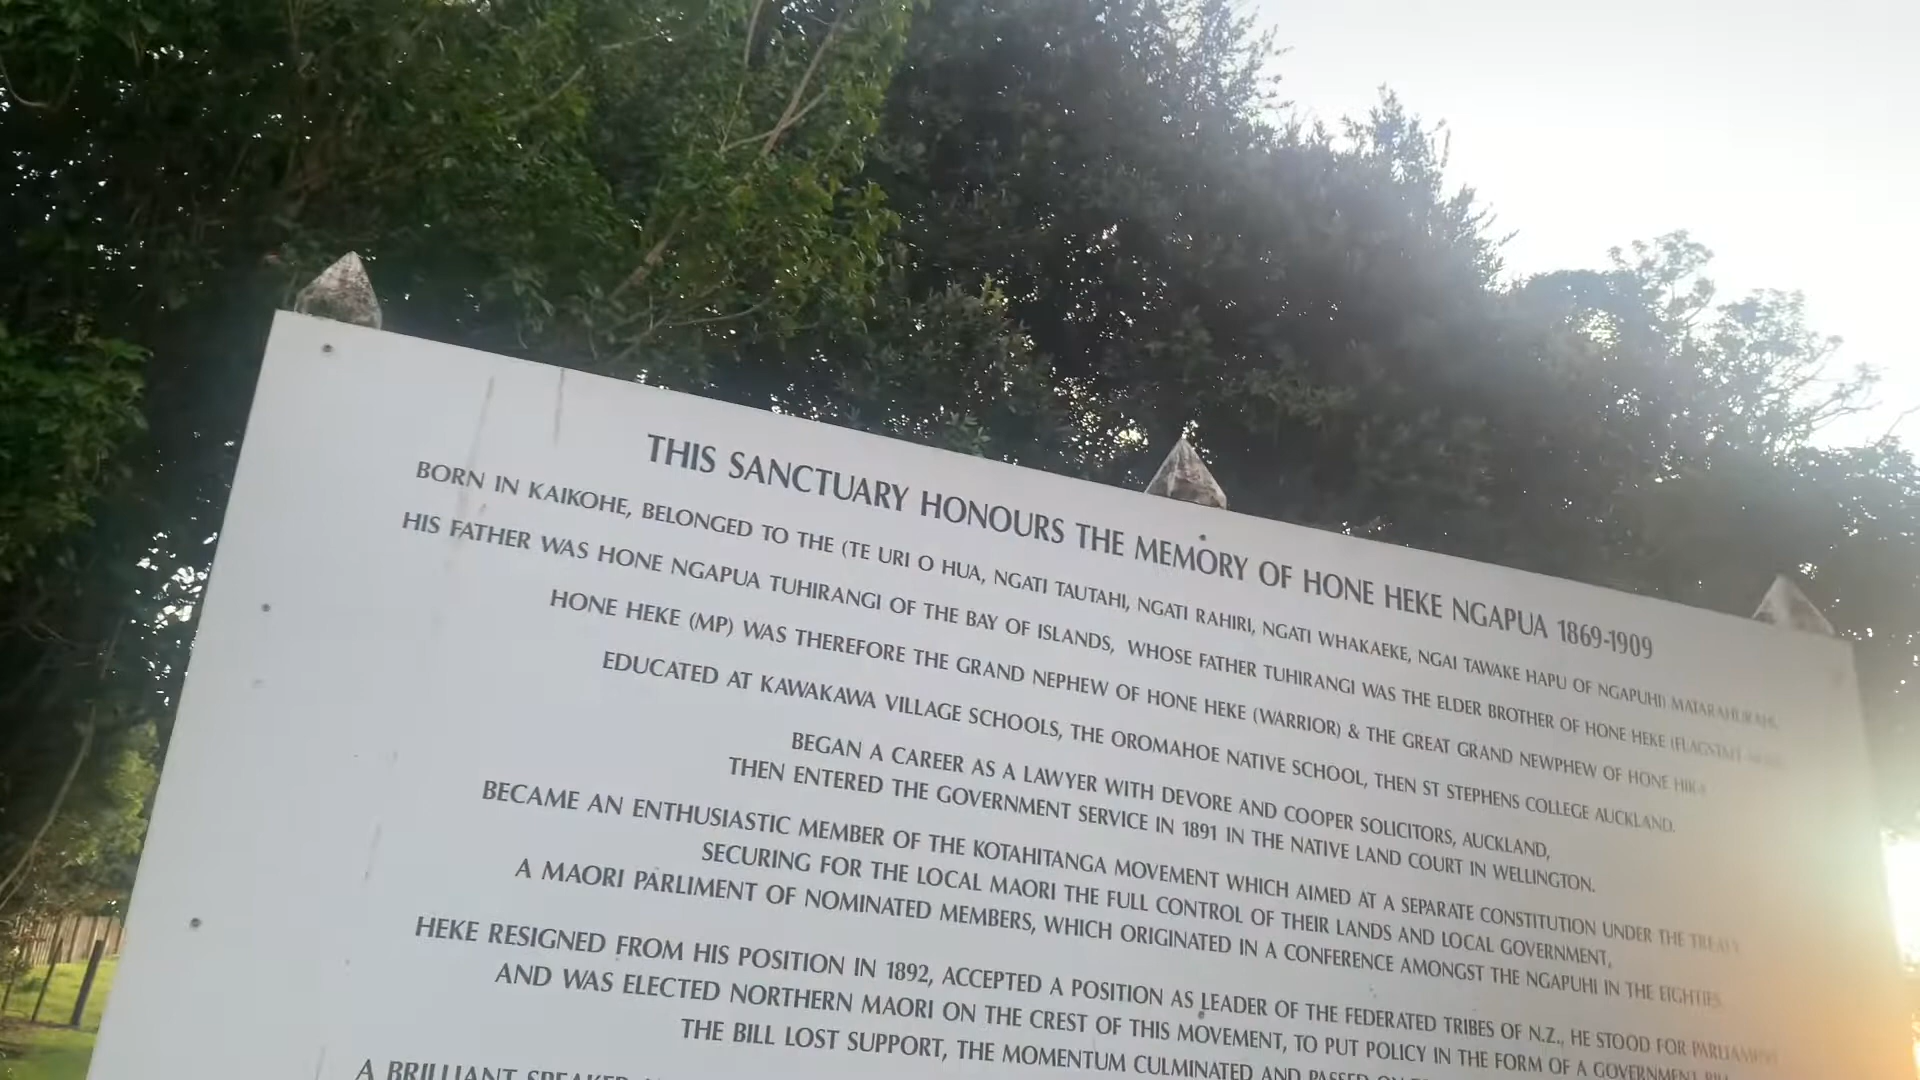 THIS SANCTUARY HONOURS THE MEMORY OF HONE HEKE NGAPUA 1869-1909
BORN IN KAIKOHE, BELONGED TO THE (TE URI O HUA, NGATI TAUTAHI, NGATI RAHIRI, NGATI WHAKAEKE, NGAI TAWAKE HAPU OF NGAPUHI) MATARAHURAHU,
HIS FATHER WAS HONE NGAPUA TUHIRANGI OF THE BAY OF ISLANDS, WHOSE FATHER TUHIRANGI WAS THE ELDER BROTHER OF HONE HEKE (FLAGSTAFF
HONE HEKE (MP) WAS THEREFORE THE GRAND NEPHEW OF HONE HEKE (WARRIOR) & THE GREAT GRAND NEWPHEW OF HONE HIKA
EDUCATED AT KAWAKAWA VILLAGE SCHOOLS, THE OROMAHOE NATIVE SCHOOL, THEN ST STEPHENS COLLEGE AUCKLAND.
BEGAN A CAREER AS A LAWYER WITH DEVORE AND COOPER SOLICITORS, AUCKLAND,
THEN ENTERED THE GOVERNMENT SERVICE IN 1891 IN THE NATIVE LAND COURT IN WELLINGTON.
BECAME AN ENTHUSIASTIC MEMBER OF THE KOTAHITANGA MOVEMENT WHICH AIMED AT A SEPARATE CONSTITUTION UNDER THE TREATY
SECURING FOR THE LOCAL MAORI THE FULL CONTROL OF THEIR LANDS AND LOCAL GOVERNMENT,
A MAORI PARLIMENT OF NOMINATED MEMBERS, WHICH ORIGINATED IN A CONFERENCE AMONGST THE NGAPUHI IN THE EIGHTIES.
HEKE RESIGNED FROM HIS POSITION IN 1892, ACCEPTED A POSITION AS LEADER OF THE FEDERATED TRIBES OF N.Z., HE STOOD FOR PARLIAMENT
AND WAS ELECTED NORTHERN MAORI ON THE CREST OF THIS MOVEMENT, TO PUT POLICY IN THE FORM OF A GOVERNMENT BILL
THE BILL LOST SUPPORT, THE MOMENTUM CULMINATED AND PASSED
A BRILLIANT SPEAKER